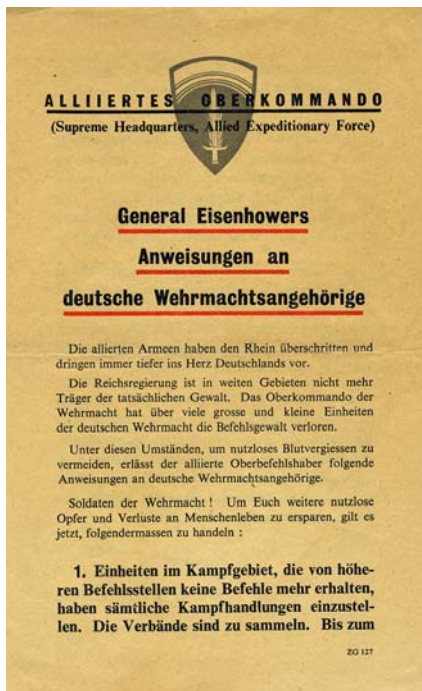 ALLIIERTES OBERKOMMANDO
(Supreme Headquarters, Allied Expeditionary Force)
General Eisenhowers
Anweisungen an
deutsche Wehrmachtsangehörige
Die allierten Armeen haben den Rhein überschritten und
dringen immer tiefer ins Herz Deutschlands vor.
Die Reichsregierung ist in weiten Gebieten nicht mehr
Träger der tatsächlichen Gewalt. Das Oberkommando der
Wehrmacht hat über viele grosse und kleine Einheiten
der deutschen Wehrmacht die Befehlsgewalt verloren.
Unter diesen Umständen, um nutzloses Blutvergiessen zu
vermeiden, erlässt der alliierte Oberbefehlshaber folgende
Anweisungen an deutsche Wehrmachtsangehörige.
Soldaten der Wehrmacht ! Um Euch weitere nutzlose
Opfer und Verluste an Menschenleben zu ersparen, gilt es
jetzt, folgendermassen zu handeln :
1. Einheiten im Kampfgebiet, die von höhe-
ren Befehlsstellen keine Befehle mehr erhalten,
haben sämtliche Kampfhandlungen einzustel-
len. Die Verbände sind zu sammeln. Bis zum
ZG 127